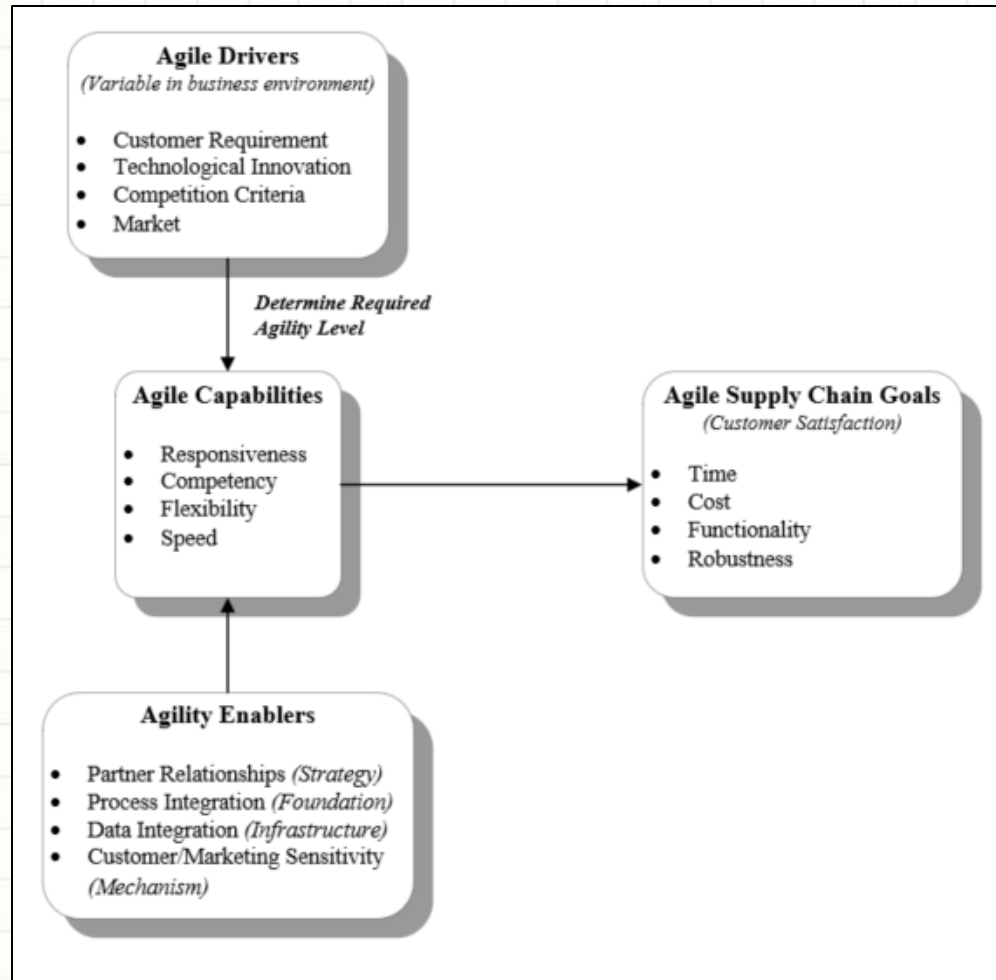 Agile Drivers
(Variable in business environment)
• Customer Requirement
• Technological Innovation
• Competition Criteria
• Market
Determine Required
Agility Level
Agile Capabilities
• Responsiveness
• Competency
• Flexibility
• Speed
Agile Supply Chain Goals
(Customer Satisfaction)
• Time
• Cost
• Functionality
• Robustness
Agility Enablers
• Partner Relationships (Strategy)
• Process Integration (Foundation)
• Data Integration (Infrastructure)
• Customer/Marketing Sensitivity
(Mechanism)